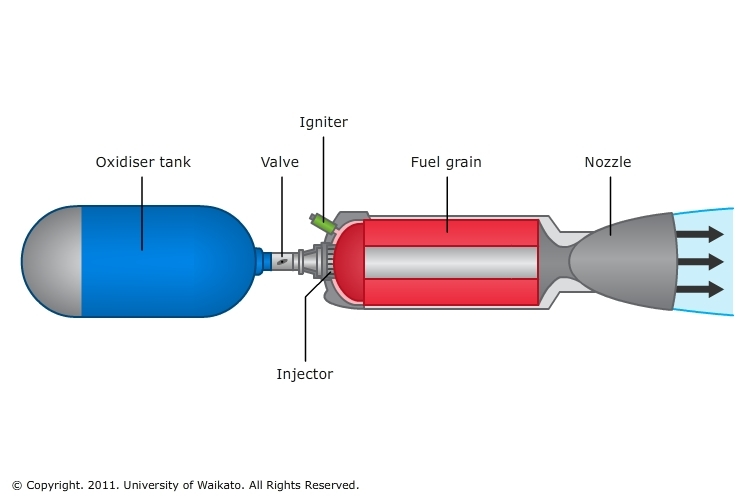 Igniter
Oxidiser tank
Valve
Fuel grain
Nozzle
Injector
© Copyright. 2011. University of Waikato. All Rights Reserved.